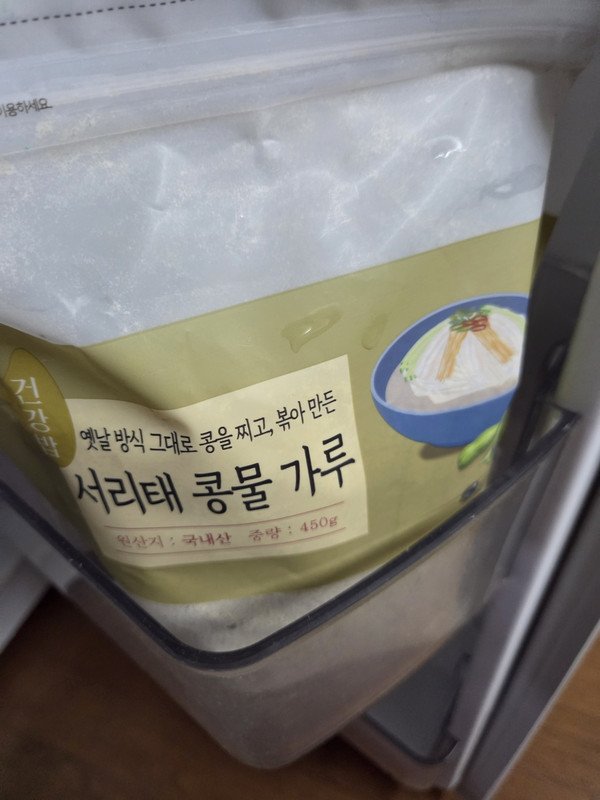 이용하세요
건강밥
옛날 방식 그대로 콩을 찌고, 볶아 만든
서리태 콩물 가루
원산지 : 국내산 중량 : 450g